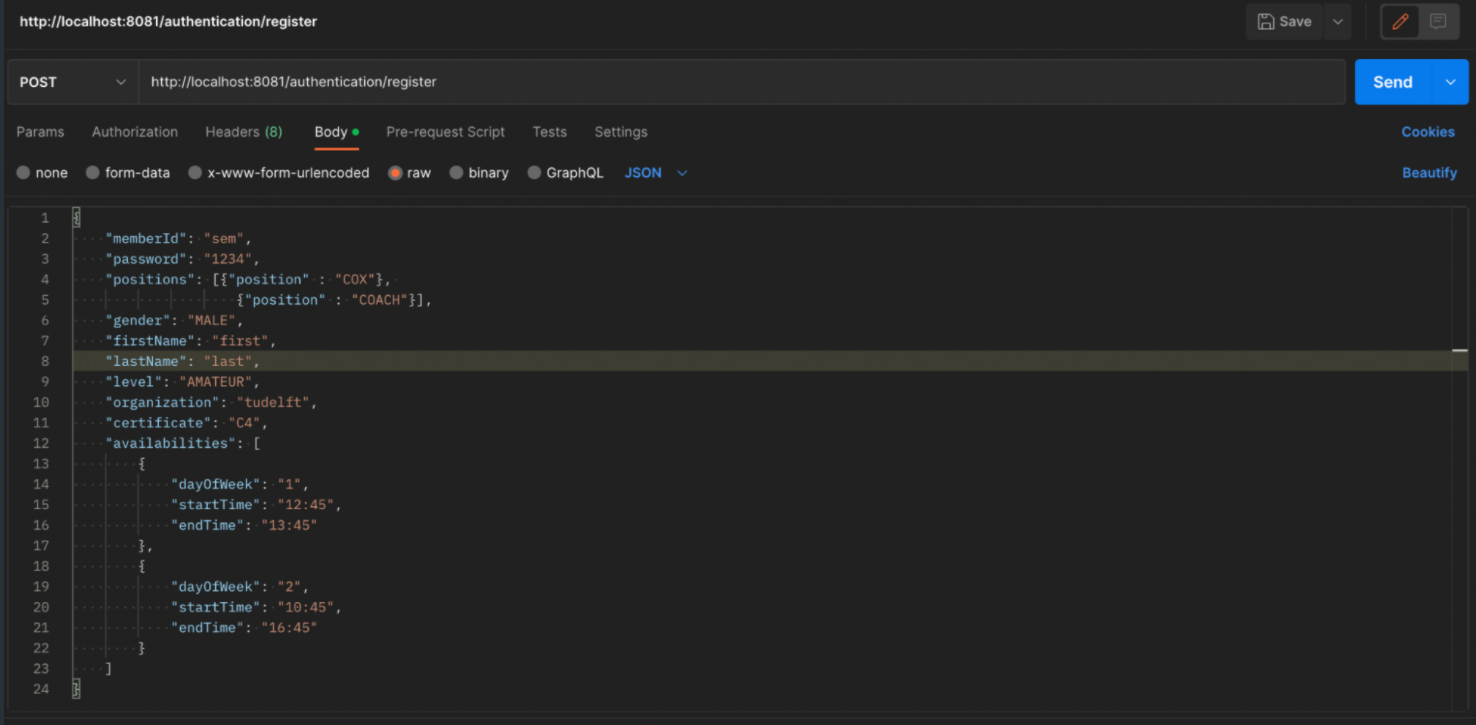 http://localhost:8081/authentication/register
Save
POST
http://localhost:8081/authentication/register
Send
Params Authorization Headers (8) Body Pre-request Script Tests Settings Cookies
none form-data x-www-form-urlencoded raw binary GraphQL JSON Beautify
1 {
2 "memberId": "sem",
3 "password": "1234",
4 "positions": [{"position" : "COX"},
5 {"position" : "COACH"}],
6 "gender": "MALE",
7 "firstName": "first",
8 "lastName": "last",
9 "level": "AMATEUR",
10 "organization": "tudelft",
11 "certificate": "C4",
12 "availabilities": [
13 {
14 "dayOfWeek": "1",
15 "startTime": "12:45",
16 "endTime": "13:45"
17 },
18 {
19 "dayOfWeek": "2",
20 "startTime": "10:45",
21 "endTime": "16:45"
22 }
23 ]
24 }